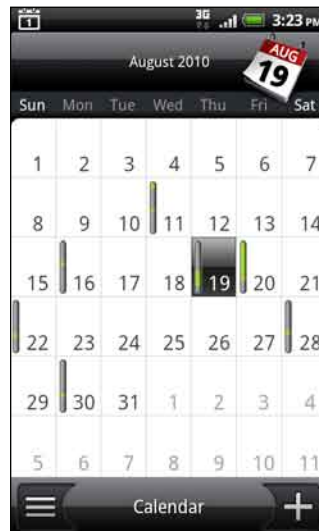 1 3G 3:23 PM
August 2010 AUG 19
Sun Mon Tue Wed Thu Fri Sat
1 2 3 4 5 6 7
8 9 10 11 12 13 14
15 16 17 18 19 20 21
22 23 24 25 26 27 28
29 30 31 1 2 3 4
5 6 7 8 9 10 11
Calendar